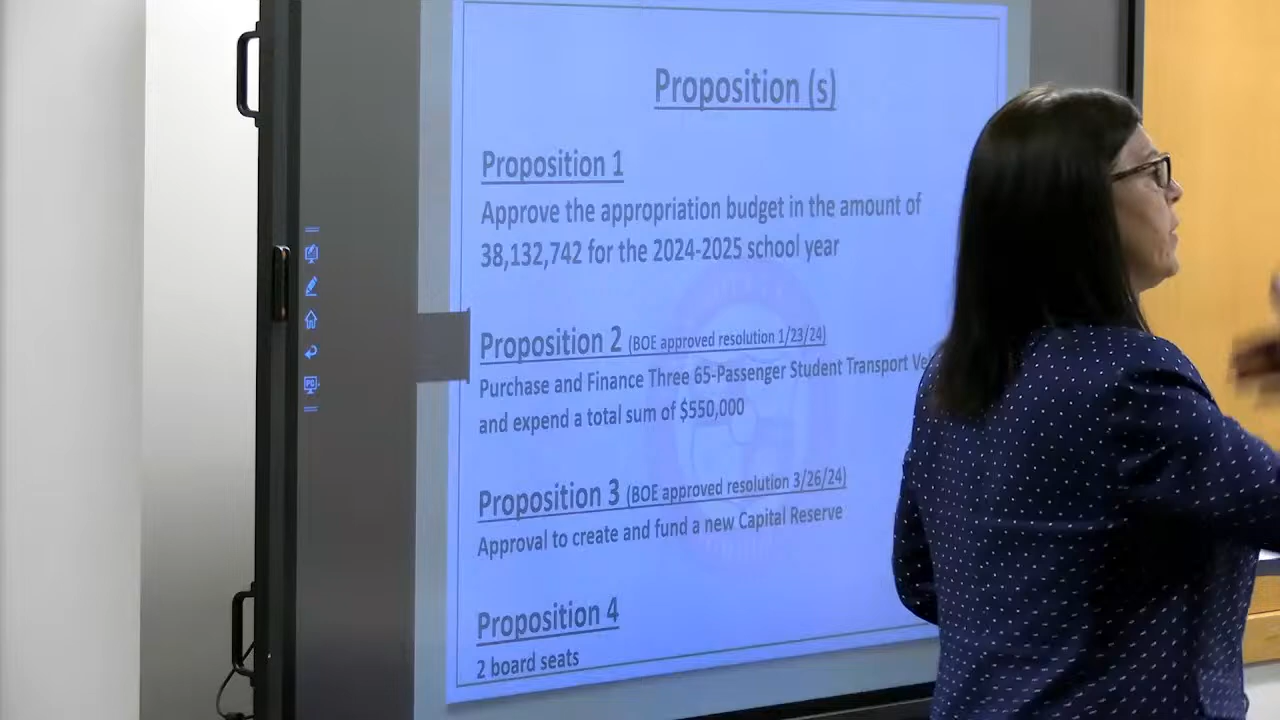 Proposition (s)
Proposition 1
Approve the appropriation budget in the amount of
38,132,742 for the 2024-2025 school year
Proposition 2 (BOE approved resolution 1/23/24)
Purchase and Finance Three 65-Passenger Student Transport
and expend a total sum of $550,000
Proposition 3 (BOE approved resolution 3/26/24)
Approval to create and fund a new Capital Reserve
Proposition 4
2 board seats
PC